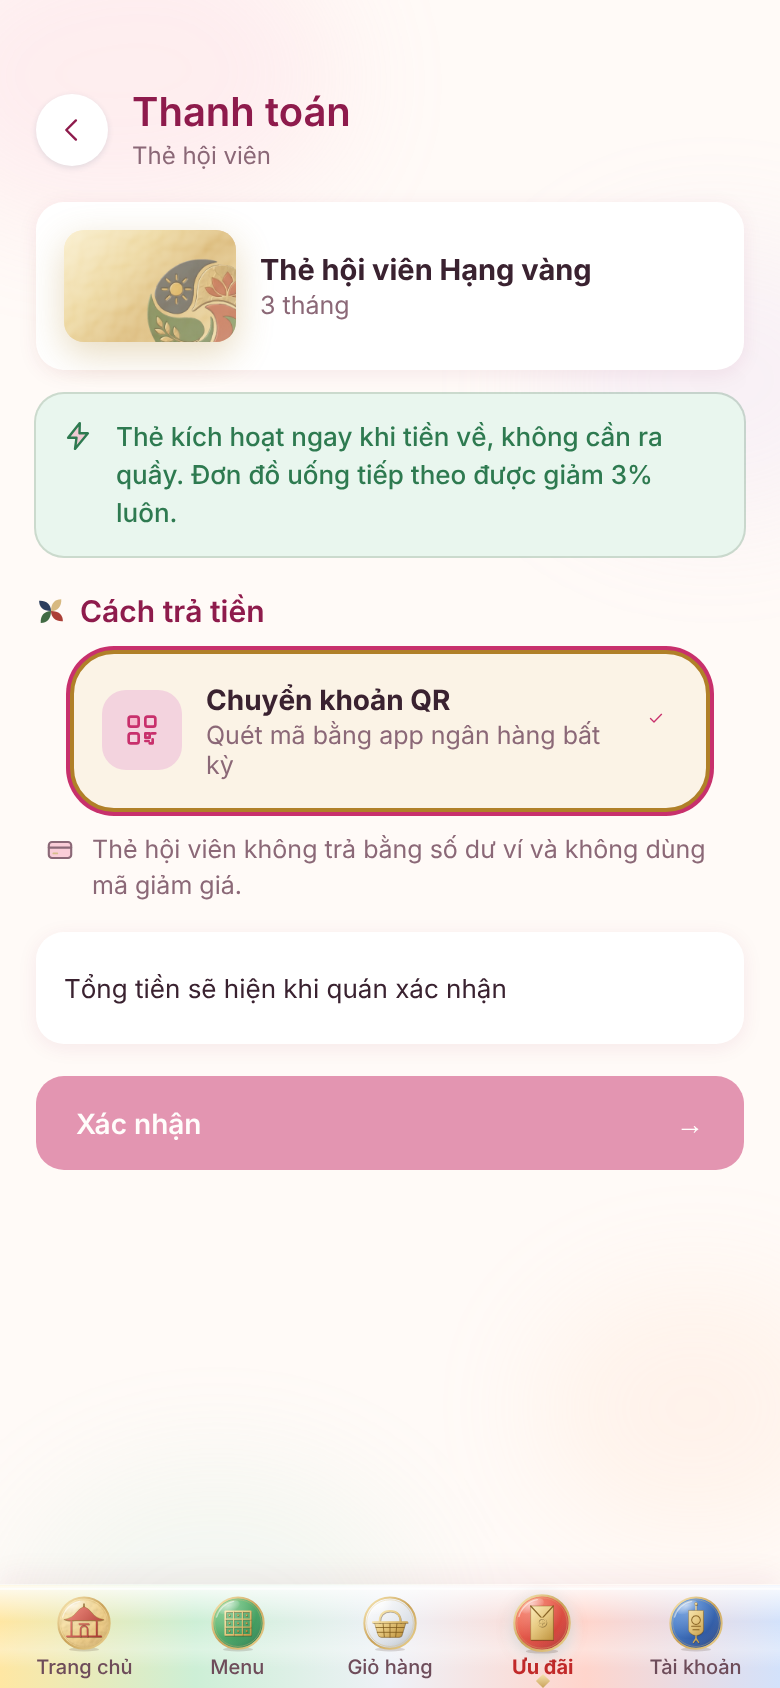 Thanh toán
Thẻ hội viên
Thẻ hội viên Hạng vàng
3 tháng
Thẻ kích hoạt ngay khi tiền về, không cần ra
quầy. Đơn đồ uống tiếp theo được giảm 3%
luôn.
Cách trả tiền
Chuyển khoản QR
Quét mã bằng app ngân hàng bất
kỳ
Thẻ hội viên không trả bằng số dư ví và không dùng
mã giảm giá.
Tổng tiền sẽ hiện khi quán xác nhận
Xác nhận →
Trang chủ
Menu
Giỏ hàng
Ưu đãi
Tài khoản